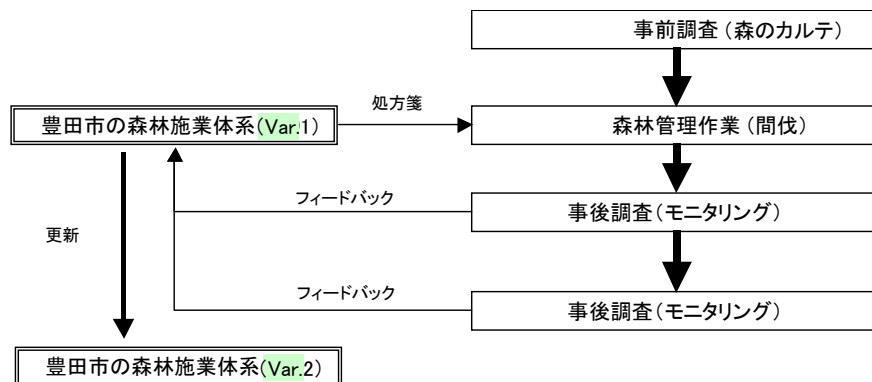 事前調査（森のカルテ）
処方箋
豊田市の森林施業体系(Var.1)
森林管理作業（間伐）
フィードバック
事後調査（モニタリング）
更新
フィードバック
事後調査（モニタリング）
豊田市の森林施業体系(Var.2)